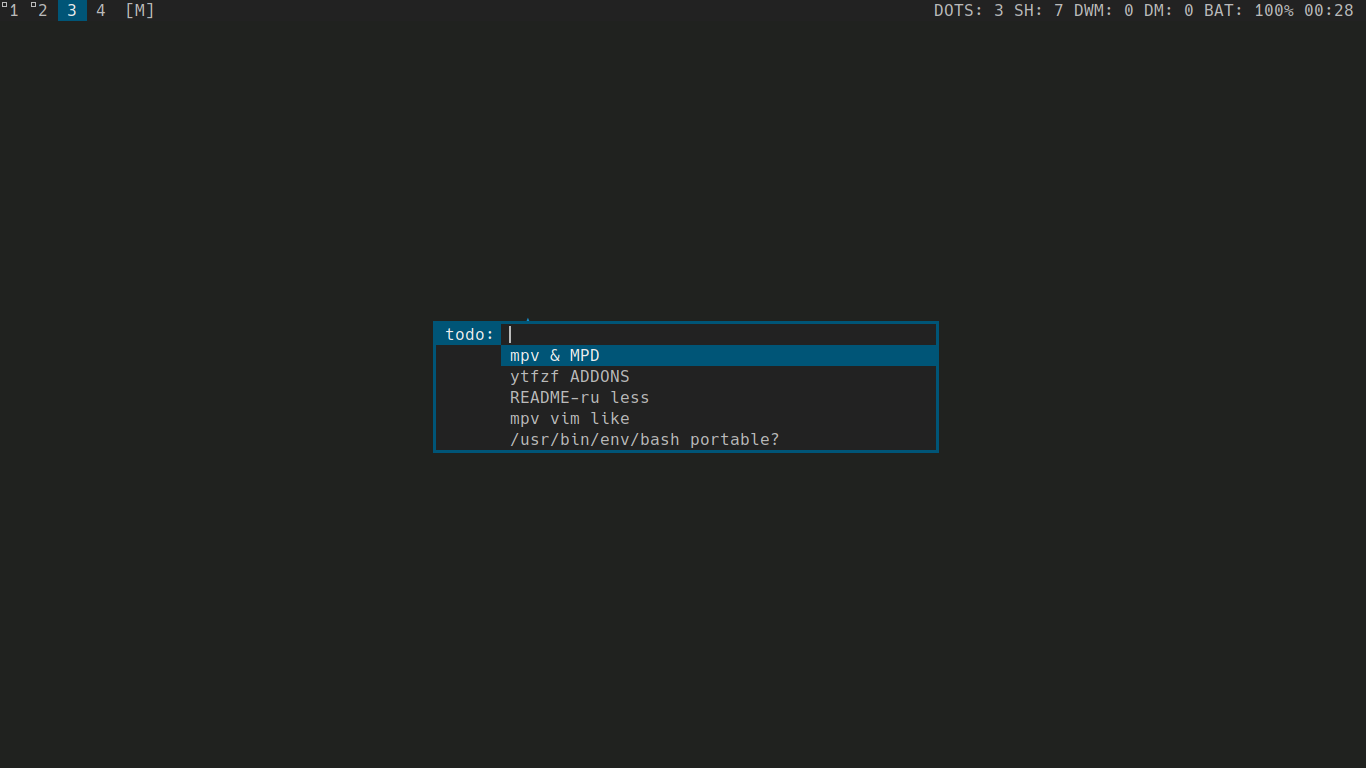 1 2 3 4 [M] DOTS: 3 SH: 7 DWM: 0 DM: 0 BAT: 100% 00:28
todo:
mpv & MPD
ytfzf ADDONS
README-ru less
mpv vim like
/usr/bin/env/bash portable?